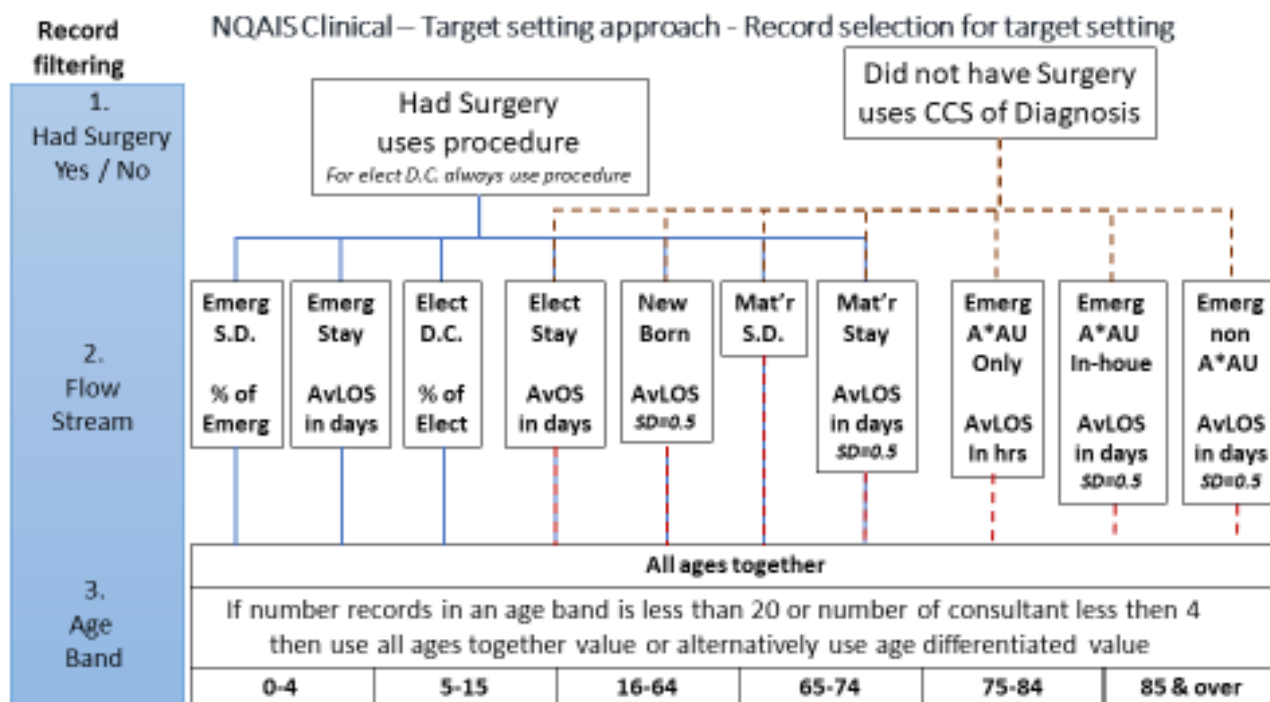 NQAIS Clinical – Target setting approach - Record selection for target setting
Record
filtering
1.
Had Surgery
Yes / No
Had Surgery
uses procedure
For elect D.C. always use procedure
Did not have Surgery
uses CCS of Diagnosis
2.
Flow
Stream
Emerg
S.D.
% of
Emerg
Emerg
Stay
AvLOS
in days
Elect
D.C.
% of
Elect
Elect
Stay
AvOS
in days
New
Born
AvLOS
SD=0.5
Mat'r
S.D.
Mat'r
Stay
AvLOS
in days
SD=0.5
Emerg
A*AU
Only
AvLOS
In hrs
Emerg
A*AU
In-houe
AvLOS
in days
SD=0.5
Emerg
non
A*AU
AvLOS
in days
SD=0.5
3.
Age
Band
All ages together
If number records in an age band is less than 20 or number of consultant less then 4
then use all ages together value or alternatively use age differentiated value
0-4
5-15
16-64
65-74
75-84
85 & over